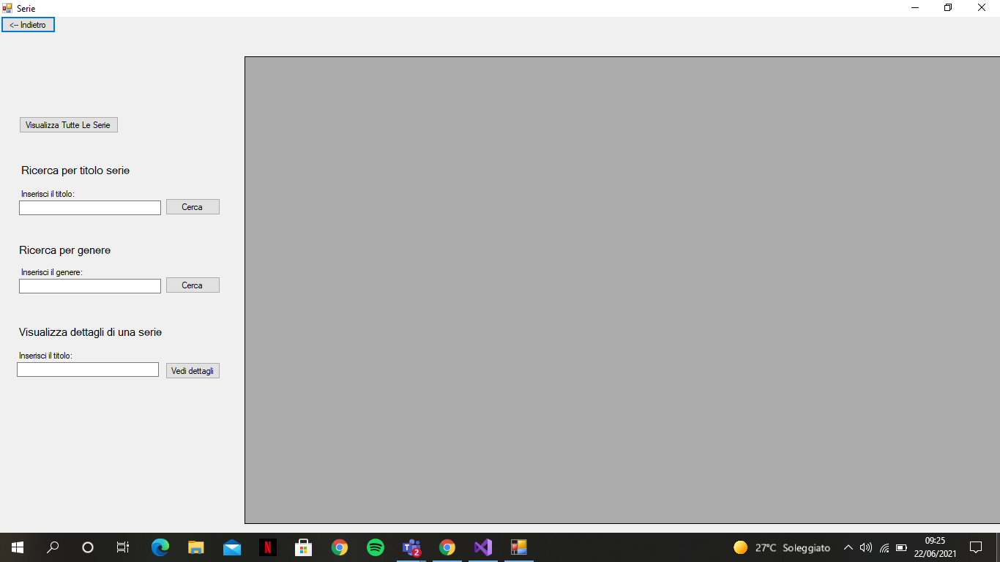 Serie
<-- Indietro
Visualizza Tutte Le Serie
Ricerca per titolo serie
Inserisci il titolo:
Cerca
Ricerca per genere
Inserisci il genere:
Cerca
Visualizza dettagli di una serie
Inserisci il titolo:
Vedi dettagli
N
T
2
27°C Soleggiato
09:25
22/06/2021